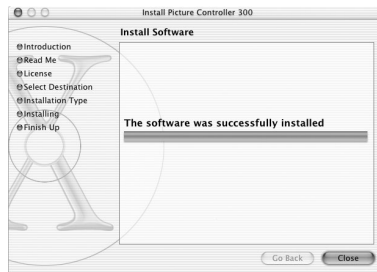 Install Picture Controller 300
Install Software
Introduction
Read Me
License
Select Destination
Installation Type
Installing
Finish Up
The software was successfully installed
Go Back
Close